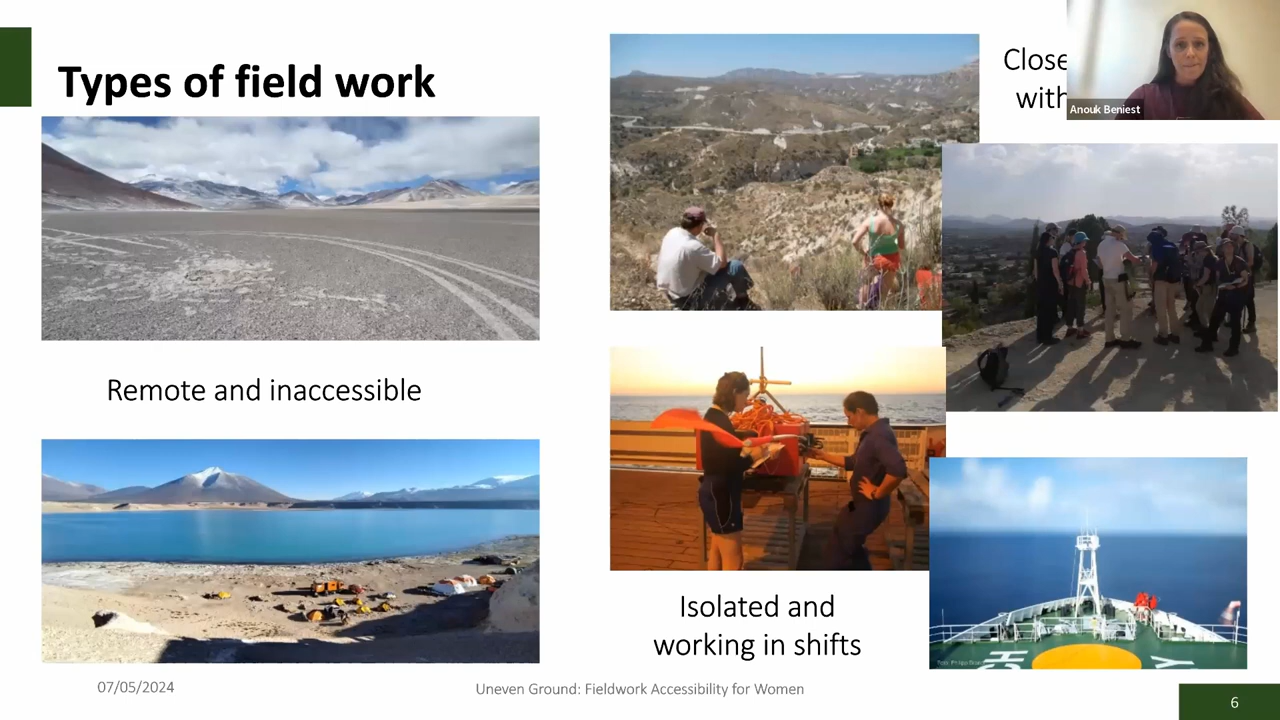 Types of field work
Close
with
Anouk Beniest
Remote and inaccessible
Isolated and
working in shifts
CH
Y
07/05/2024
Uneven Ground: Fieldwork Accessibility for Women
6